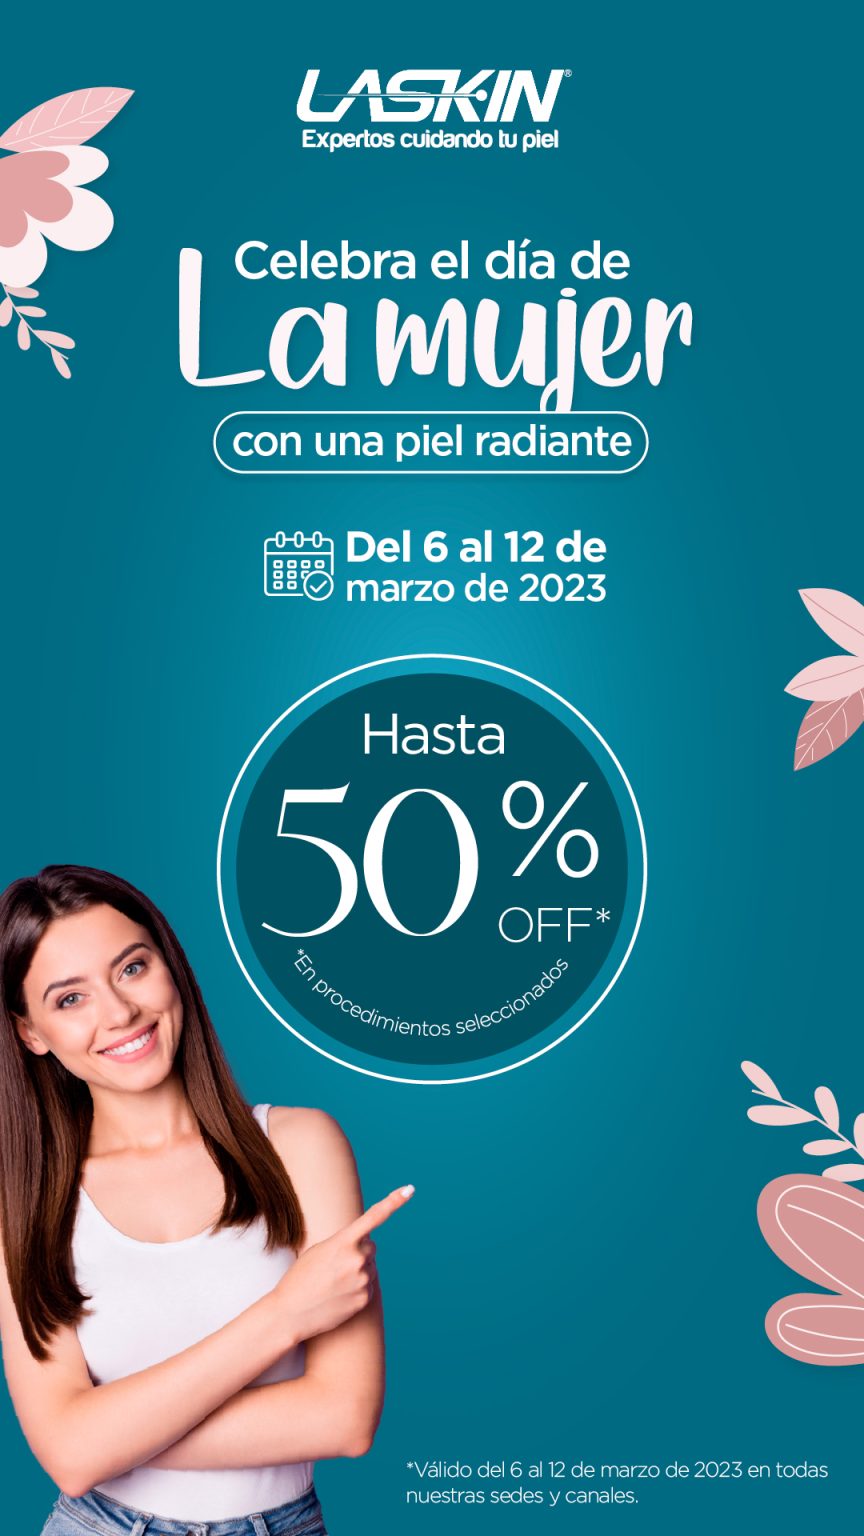 LASKIN®
Expertos cuidando tu piel
Celebra el día de
La mujer
con una piel radiante
Del 6 al 12 de
marzo de 2023
Hasta
50%
OFF*
*En procedimientos seleccionados
*Válido del 6 al 12 de marzo de 2023 en todas
nuestras sedes y canales.